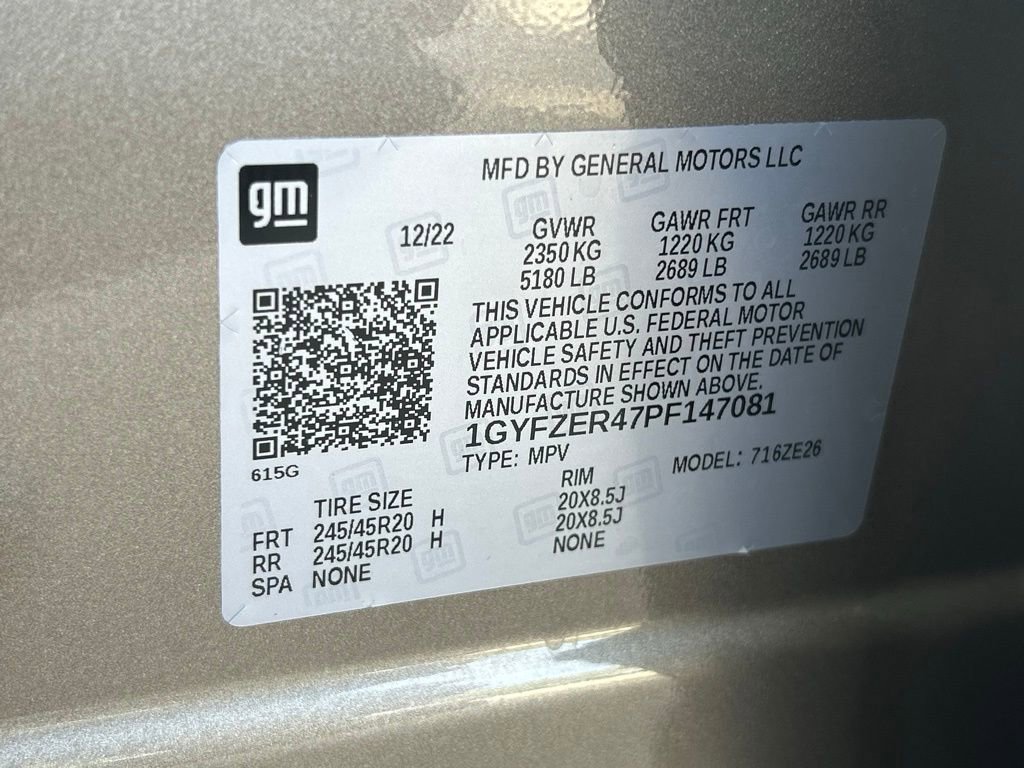 MFD BY GENERAL MOTORS LLC
gm
12/22
GVWR GAWR FRT GAWR RR
2350 KG 1220 KG 1220 KG
5180 LB 2689 LB 2689 LB
THIS VEHICLE CONFORMS TO ALL
APPLICABLE U.S. FEDERAL MOTOR
VEHICLE SAFETY AND THEFT PREVENTION
STANDARDS IN EFFECT ON THE DATE OF
MANUFACTURE SHOWN ABOVE.
1GYFZER47PF147081
615G
TYPE: MPV MODEL: 716ZE26
TIRE SIZE RIM
FRT 245/45R20 H 20X8.5J
RR 245/45R20 H 20X8.5J
SPA NONE NONE